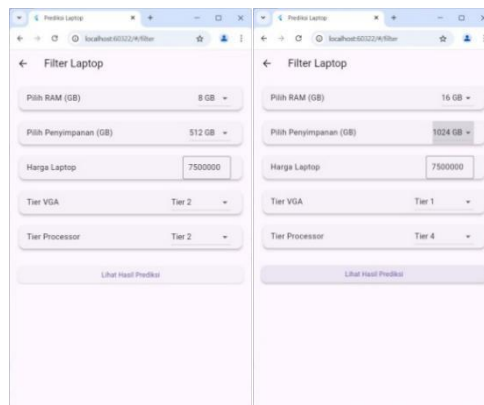 Prediksi Laptop
localhost:60322/#/filter
Filter Laptop
Pilih RAM (GB) 8 GB
Pilih Penyimpanan (GB) 512 GB
Harga Laptop 7500000
Tier VGA Tier 2
Tier Processor Tier 2
Lihat Hasil Prediksi
Prediksi Laptop
localhost:60322/#/filter
Filter Laptop
Pilih RAM (GB) 16 GB
Pilih Penyimpanan (GB) 1024 GB
Harga Laptop 7500000
Tier VGA Tier 1
Tier Processor Tier 4
Lihat Hasil Prediksi